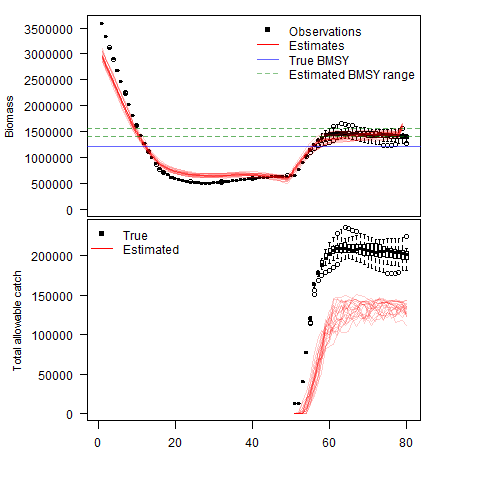 Biomass
3500000
3000000
2500000
2000000
1500000
1000000
500000
0
Observations
Estimates
True BMSY
Estimated BMSY range
Total allowable catch
200000
150000
100000
50000
0
True
Estimated
0 20 40 60 80